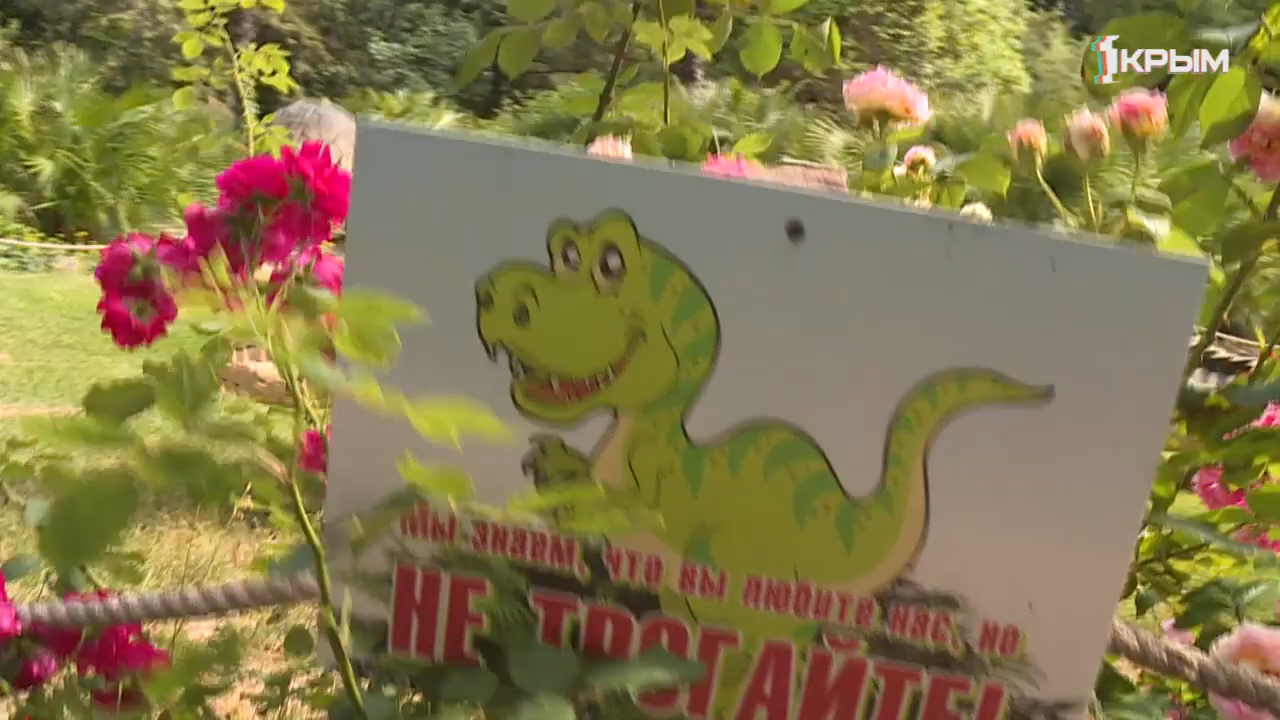 1КРЫМ
Мы знаем, что вы любите нас, но
НЕ ТРОГАЙТЕ!